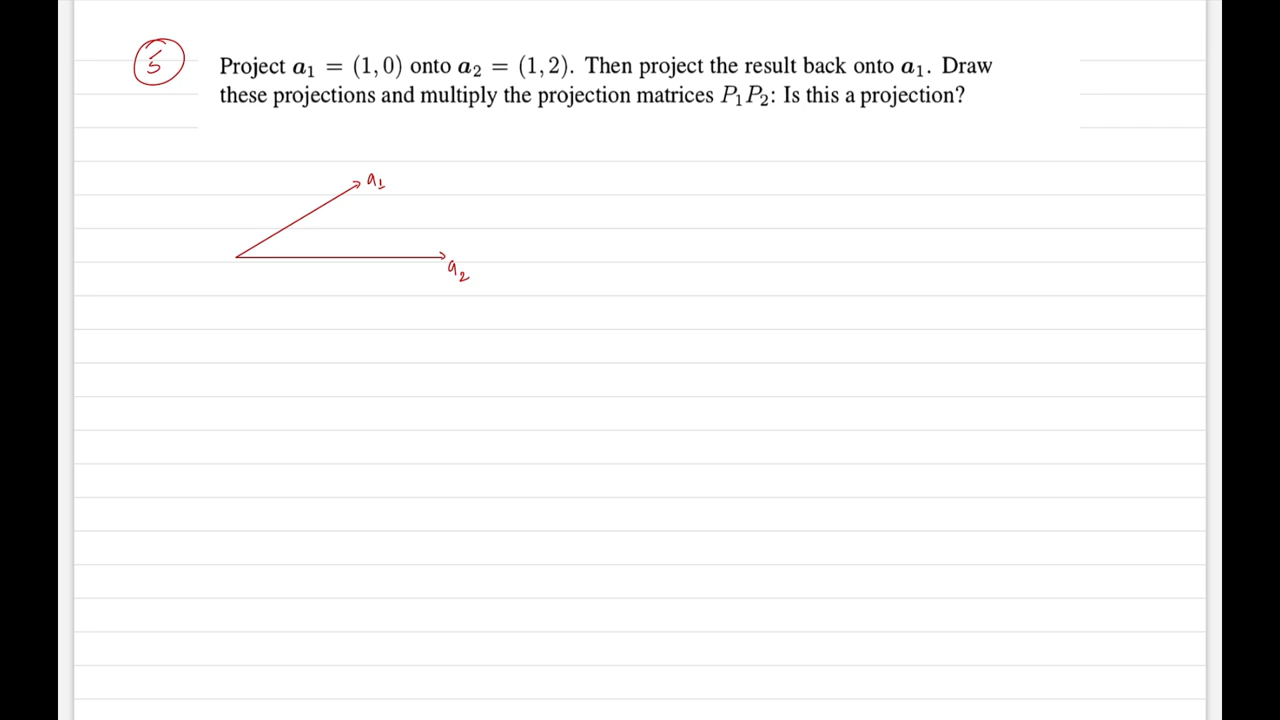 5
Project a₁ = (1, 0) onto a₂ = (1, 2). Then project the result back onto a₁. Draw
these projections and multiply the projection matrices P₁P₂: Is this a projection?
a₁
a₂